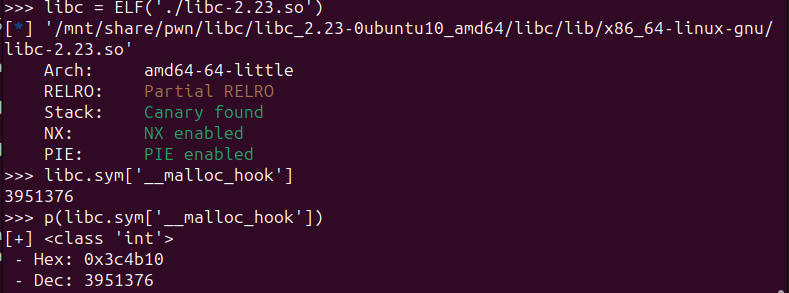 >>> libc = ELF('./libc-2.23.so')
[*] '/mnt/share/pwn/libc/libc_2.23-0ubuntu10_amd64/libc/lib/x86_64-linux-gnu/
libc-2.23.so'
    Arch:     amd64-64-little
    RELRO:    Partial RELRO
    Stack:    Canary found
    NX:       NX enabled
    PIE:      PIE enabled
>>> libc.sym['__malloc_hook']
3951376
>>> p(libc.sym['__malloc_hook'])
[+] <class 'int'>
 - Hex: 0x3c4b10
 - Dec: 3951376